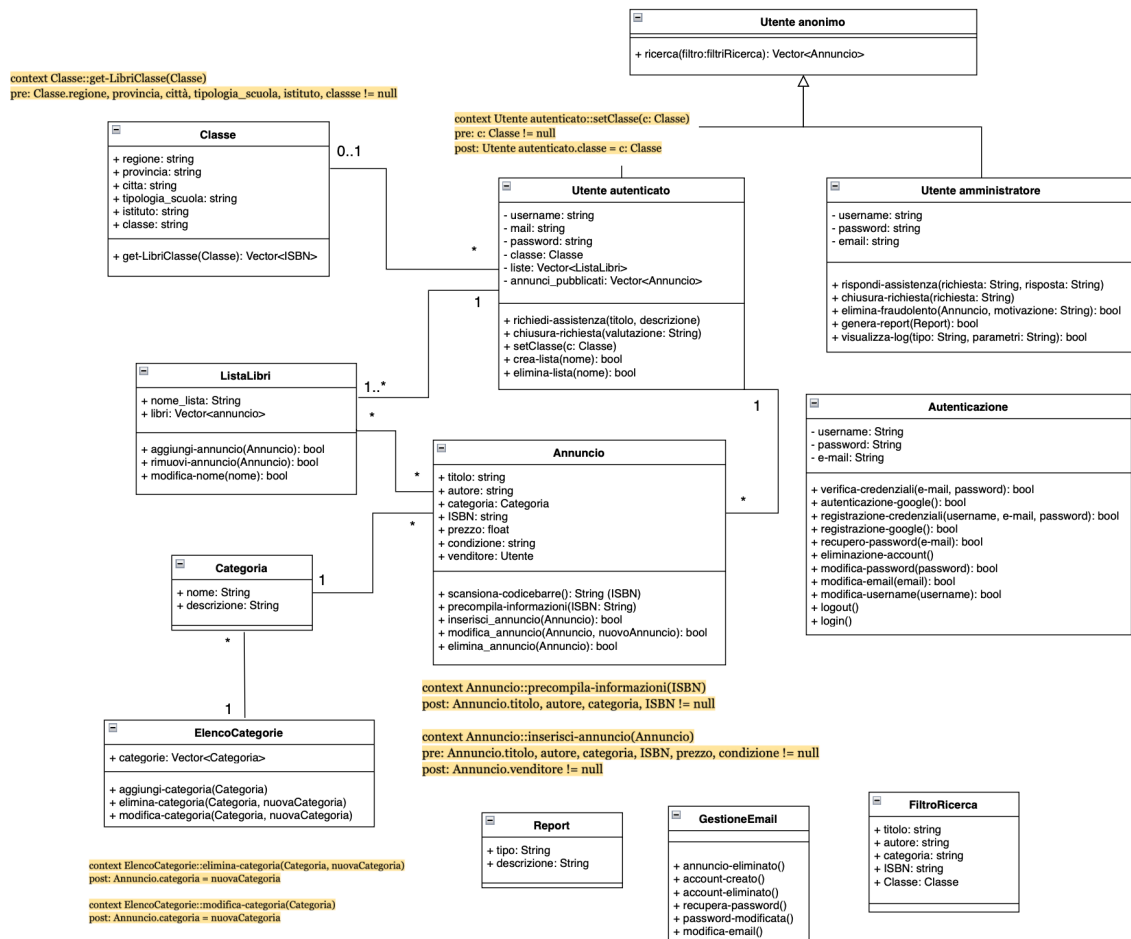 Utente anonimo
+ ricerca(filtro:filtriRicerca): Vector<Annuncio>
context Classe::get-LibriClasse(Classe)
pre: Classe.regione, provincia, città, tipologia_scuola, istituto, classse != null
context Utente autenticato::setClasse(c: Classe)
pre: c: Classe != null
post: Utente autenticato.classe = c: Classe
Classe
+ regione: string
+ provincia: string
+ citta: string
+ tipologia_scuola: string
+ istituto: string
+ classe: string
+ get-LibriClasse(Classe): Vector<ISBN>
0..1
*
Utente autenticato
- username: string
- mail: string
- password: string
- classe: Classe
- liste: Vector<ListaLibri>
- annunci_pubblicati: Vector<Annuncio>
+ richiedi-assistenza(titolo, descrizione)
+ chiusura-richiesta(valutazione: String)
+ setClasse(c: Classe)
+ crea-lista(nome): bool
+ elimina-lista(nome): bool
Utente amministratore
- username: string
- password: string
- email: string
+ rispondi-assistenza(richiesta: String, risposta: String)
+ chiusura-richiesta(richiesta: String)
+ elimina-fraudolento(Annuncio, motivazione: String): bool
+ genera-report(Report): bool
+ visualizza-log(tipo: String, parametri: String): bool
1
1..*
ListaLibri
+ nome_lista: String
+ libri: Vector<annuncio>
+ aggiungi-annuncio(Annuncio): bool
+ rimuovi-annuncio(Annuncio): bool
+ modifica-nome(nome): bool
*
*
1
*
Annuncio
+ titolo: string
+ autore: string
+ categoria: Categoria
+ ISBN: string
+ prezzo: float
+ condizione: string
+ venditore: Utente
+ scansiona-codicebarre(): String (ISBN)
+ precompila-informazioni(ISBN: String)
+ inserisci_annuncio(Annuncio): bool
+ modifica_annuncio(Annuncio, nuovoAnnuncio): bool
+ elimina_annuncio(Annuncio): bool
Autenticazione
- username: String
- password: String
- e-mail: String
+ verifica-credenziali(e-mail, password): bool
+ autenticazione-google(): bool
+ registrazione-credenziali(username, e-mail, password): bool
+ registrazione-google(): bool
+ recupero-password(e-mail): bool
+ eliminazione-account()
+ modifica-password(password): bool
+ modifica-email(email): bool
+ modifica-username(username): bool
+ logout()
+ login()
*
1
Categoria
+ nome: String
+ descrizione: String
*
1
ElencoCategorie
+ categorie: Vector<Categoria>
+ aggiungi-categoria(Categoria)
+ elimina-categoria(Categoria, nuovaCategoria)
+ modifica-categoria(Categoria, nuovaCategoria)
context Annuncio::precompila-informazioni(ISBN)
post: Annuncio.titolo, autore, categoria, ISBN != null
context Annuncio::inserisci-annuncio(Annuncio)
pre: Annuncio.titolo, autore, categoria, ISBN, prezzo, condizione != null
post: Annuncio.venditore != null
context ElencoCategorie::elimina-categoria(Categoria, nuovaCategoria)
post: Annuncio.categoria = nuovaCategoria
context ElencoCategorie::modifica-categoria(Categoria)
post: Annuncio.categoria = nuovaCategoria
Report
+ tipo: String
+ descrizione: String
GestioneEmail
+ annuncio-eliminato()
+ account-creato()
+ account-eliminato()
+ recupera-password()
+ password-modificata()
+ modifica-email()
FiltroRicerca
+ titolo: string
+ autore: string
+ categoria: string
+ ISBN: string
+ Classe: Classe